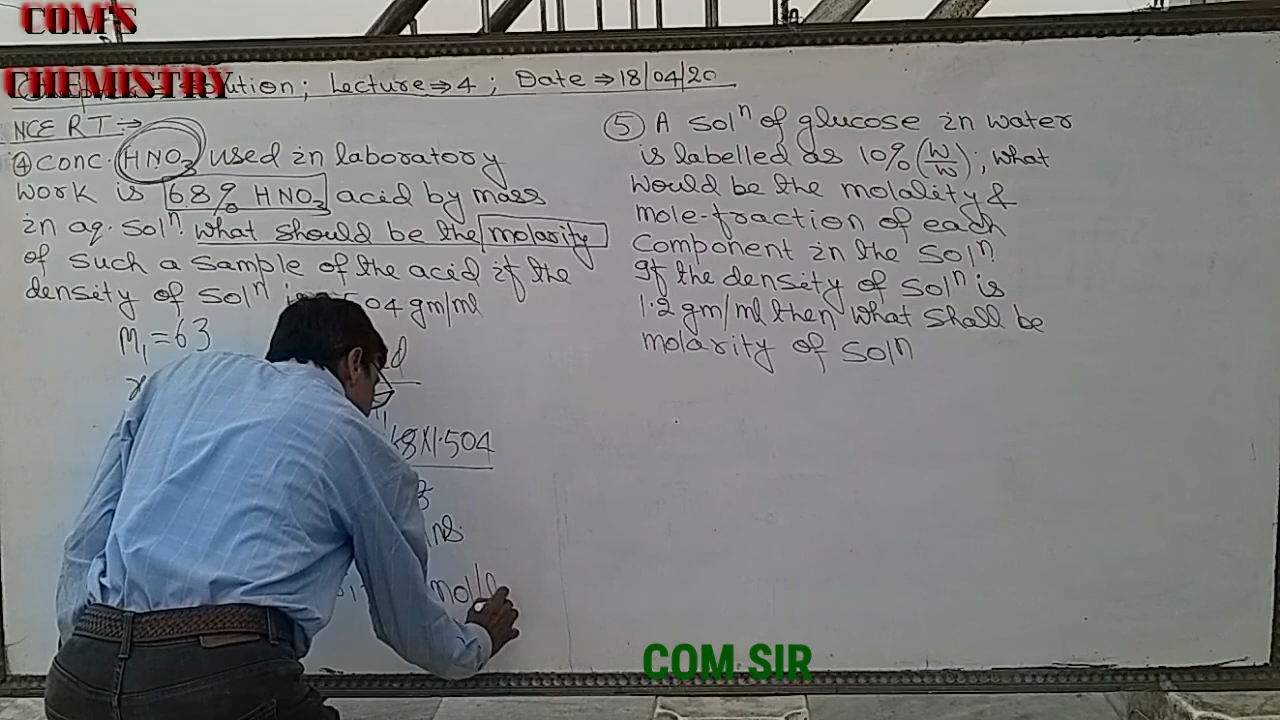 COM'S
CHEMISTRY
Solution; Lecture→4; Date⇒18/04/20
NCERT:→
④ Conc. HNO₃ used in laboratory
work is 68% HNO₃ acid by mass
in aq. solⁿ. what should be the molarity
of such a sample of the acid if the
density of solⁿ 504 gm/ml
M₁ = 63
d
68×1.504
3
Ans.
mol/l
⑤ A solⁿ of glucose in water
is labelled as 10% (W/W); what
would be the molality &
mole-fraction of each
component in the solⁿ
If the density of solⁿ is
1.2 gm/ml then what shall be
molarity of solⁿ
COM SIR